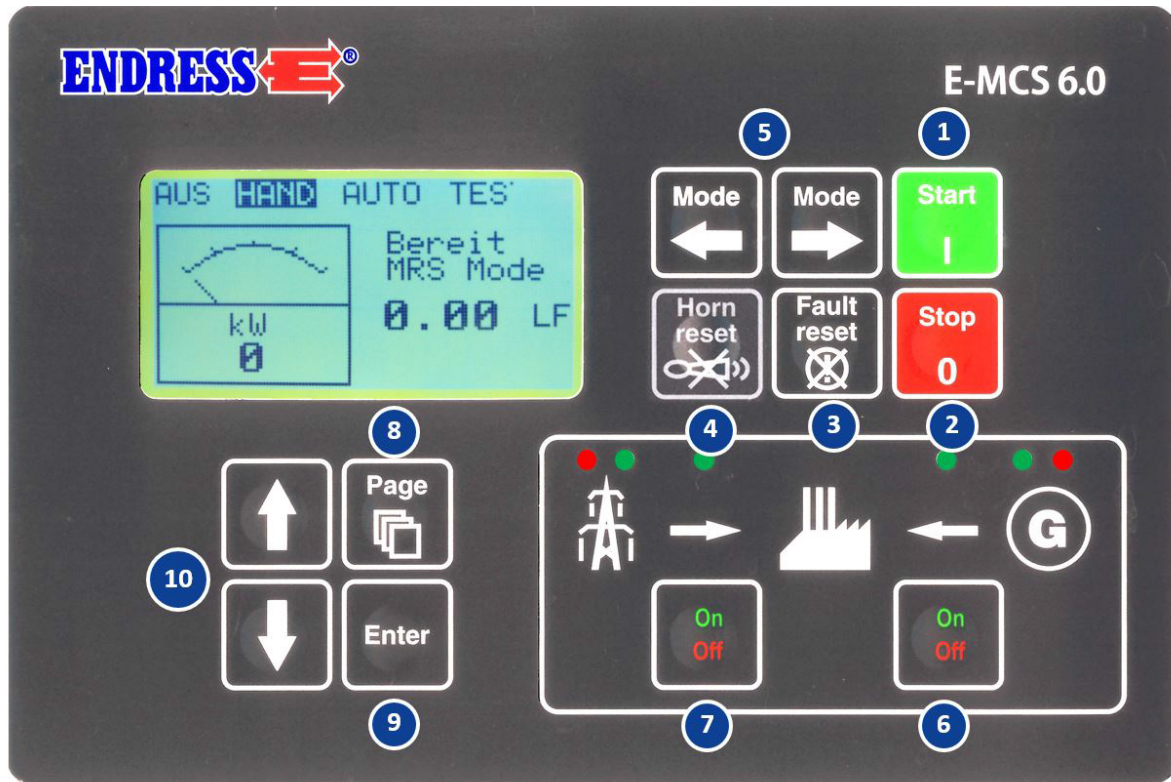 ENDRESS E®
E-MCS 6.0
5
1
AUS HAND AUTO TES
Bereit
MRS Mode
0.00 LF
kW
0
Mode
Mode
Start
I
Horn
reset
Fault
reset
Stop
0
8
4
3
2
Page
10
G
Enter
On
Off
On
Off
9
7
6